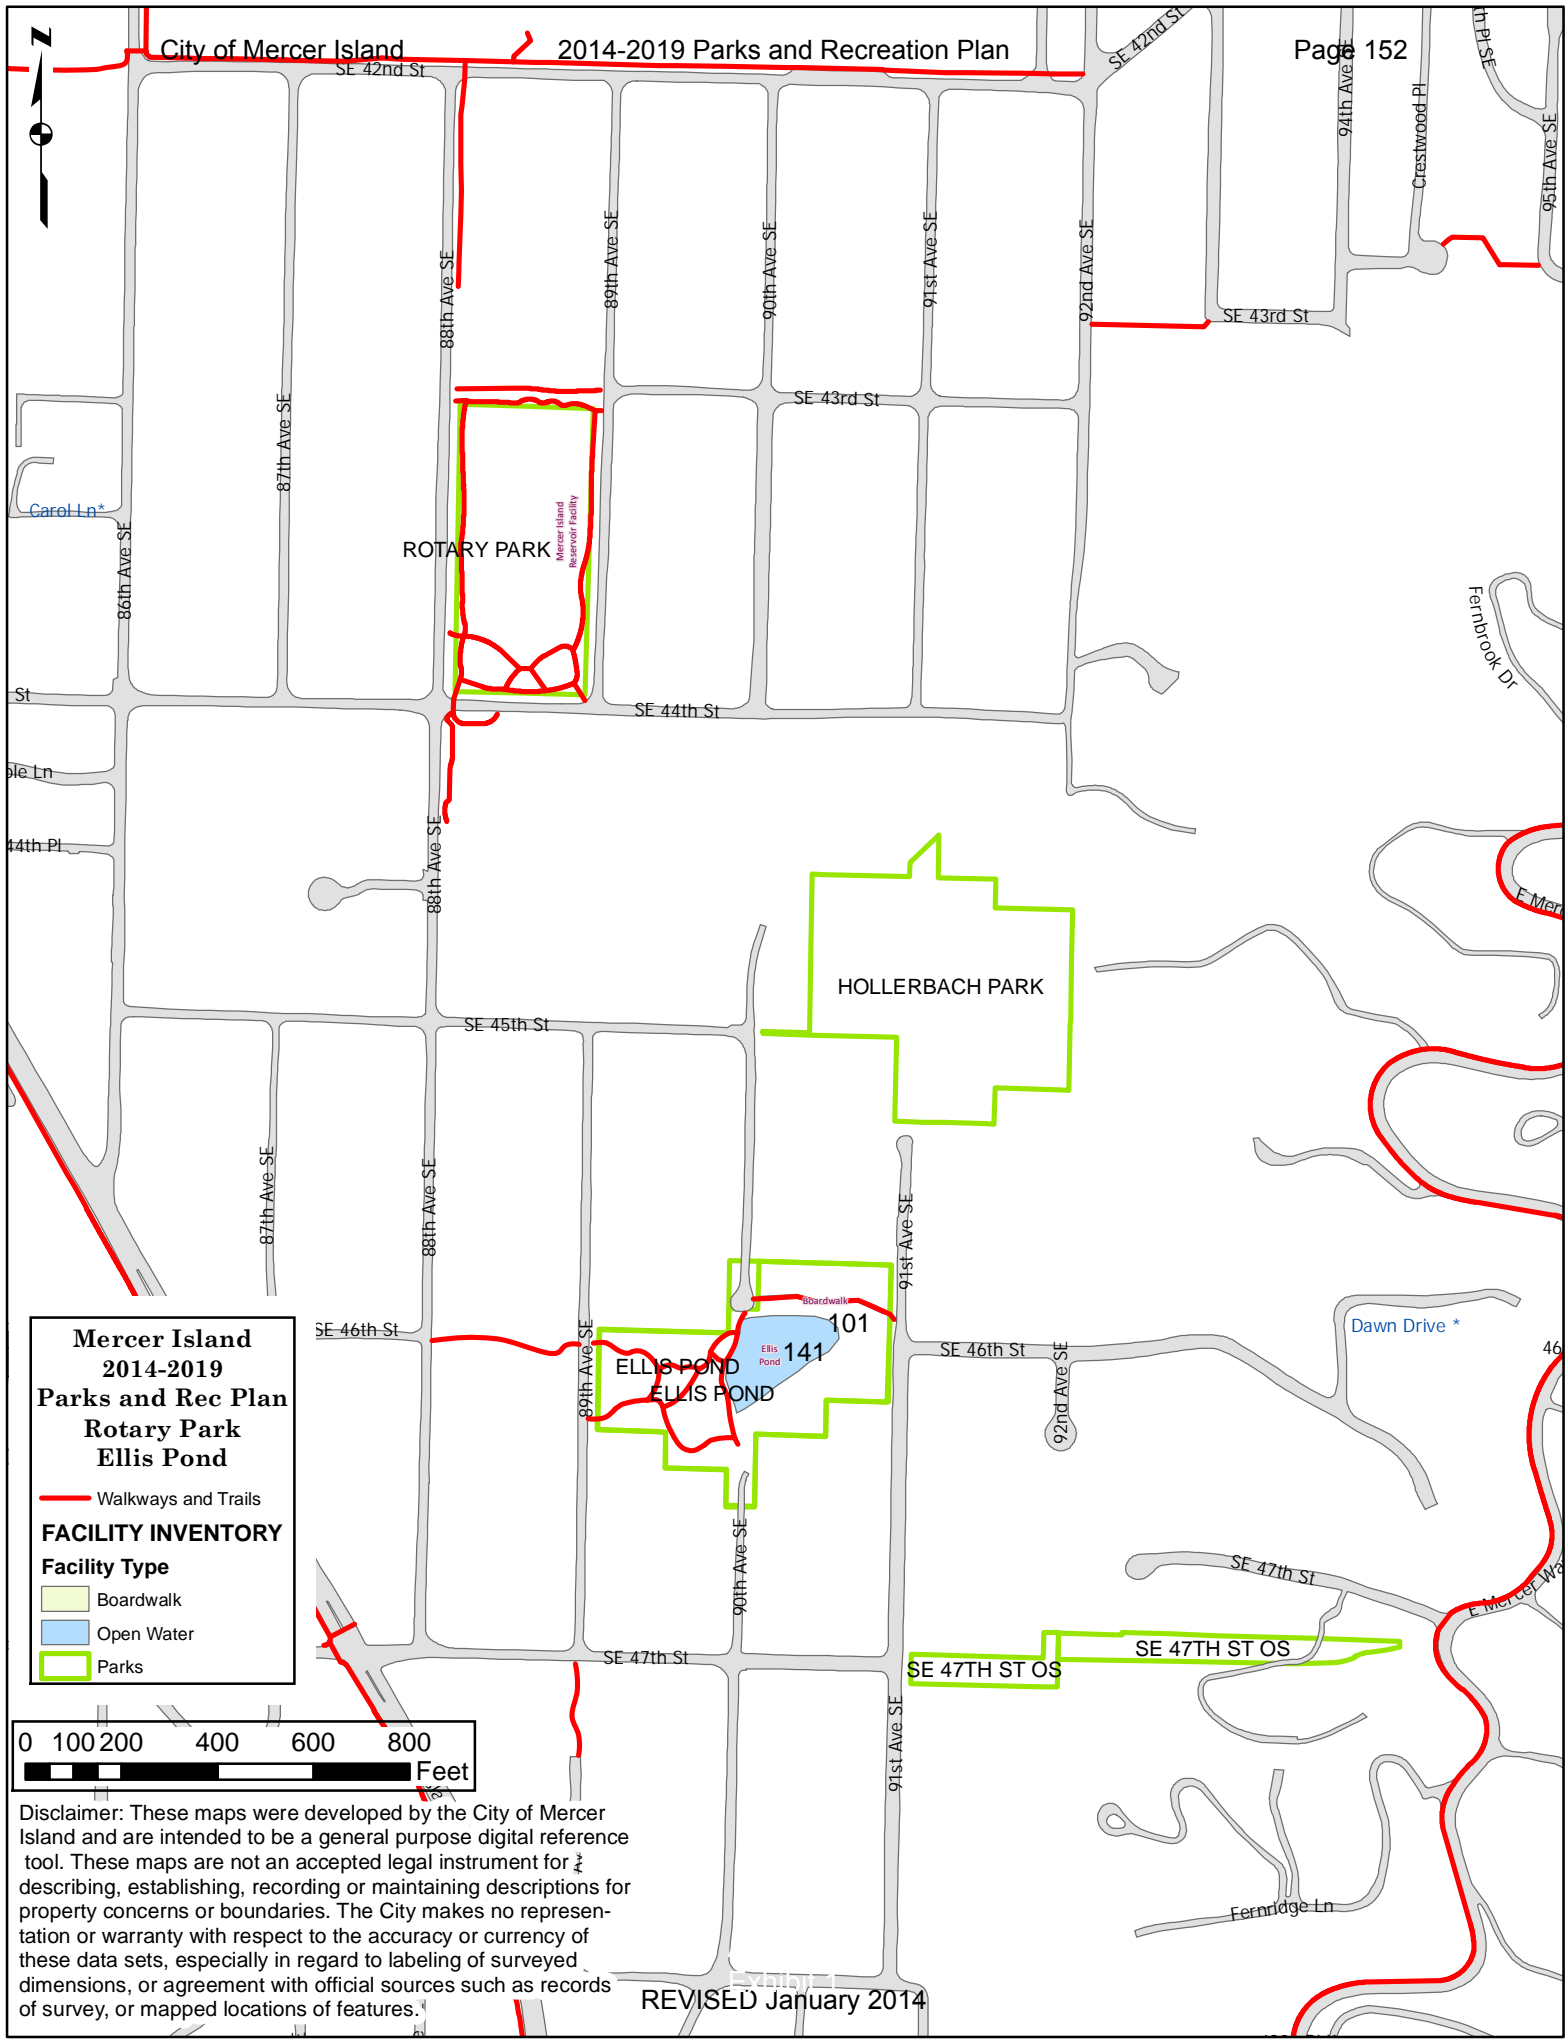 City of Mercer Island
2014-2019 Parks and Recreation Plan
Page 152
SE 42nd St
SE 42nd St
94th Ave SE
Crestwood Pl
th Pl SE
95th Ave SE
88th Ave SE
89th Ave SE
90th Ave SE
91st Ave SE
92nd Ave SE
SE 43rd St
SE 43rd St
87th Ave SE
Carol Ln*
86th Ave SE
ROTARY PARK
Mercer Island
Reservoir Facility
Fernbrook Dr
St
SE 44th St
ple Ln
44th Pl
88th Ave SE
E Merc
HOLLERBACH PARK
SE 45th St
87th Ave SE
88th Ave SE
91st Ave SE
Boardwalk
101
Ellis
Pond
141
SE 46th St
89th Ave SE
ELLIS POND
ELLIS POND
SE 46th St
92nd Ave SE
Dawn Drive *
46
Mercer Island
2014-2019
Parks and Rec Plan
Rotary Park
Ellis Pond
Walkways and Trails
FACILITY INVENTORY
Facility Type
Boardwalk
Open Water
Parks
90th Ave SE
SE 47th St
E Mercer Wa
SE 47th St
SE 47TH ST OS
SE 47TH ST OS
91st Ave SE
0 100 200 400 600 800
Feet
Fernridge Ln
Disclaimer: These maps were developed by the City of Mercer
Island and are intended to be a general purpose digital reference
tool. These maps are not an accepted legal instrument for
describing, establishing, recording or maintaining descriptions for
property concerns or boundaries. The City makes no represen-
tation or warranty with respect to the accuracy or currency of
these data sets, especially in regard to labeling of surveyed
dimensions, or agreement with official sources such as records
of survey, or mapped locations of features.
Exhibit 1
REVISED January 2014